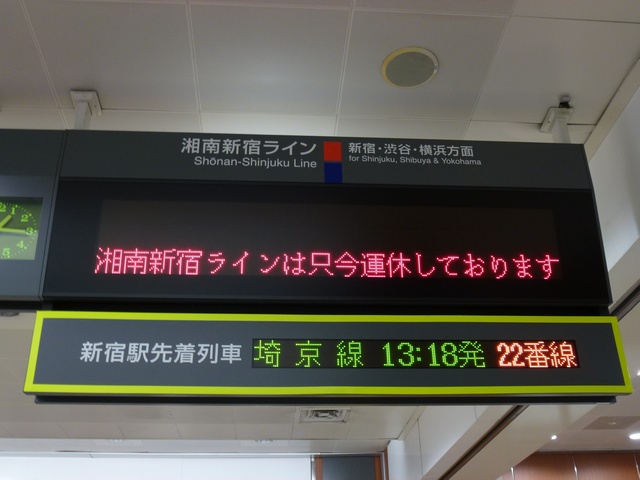 湘南新宿ライン
Shōnan-Shinjuku Line
新宿・渋谷・横浜方面
for Shinjuku, Shibuya & Yokohama
湘南新宿ラインは只今運休しております
新宿駅先着列車 埼京線 13:18発 22番線